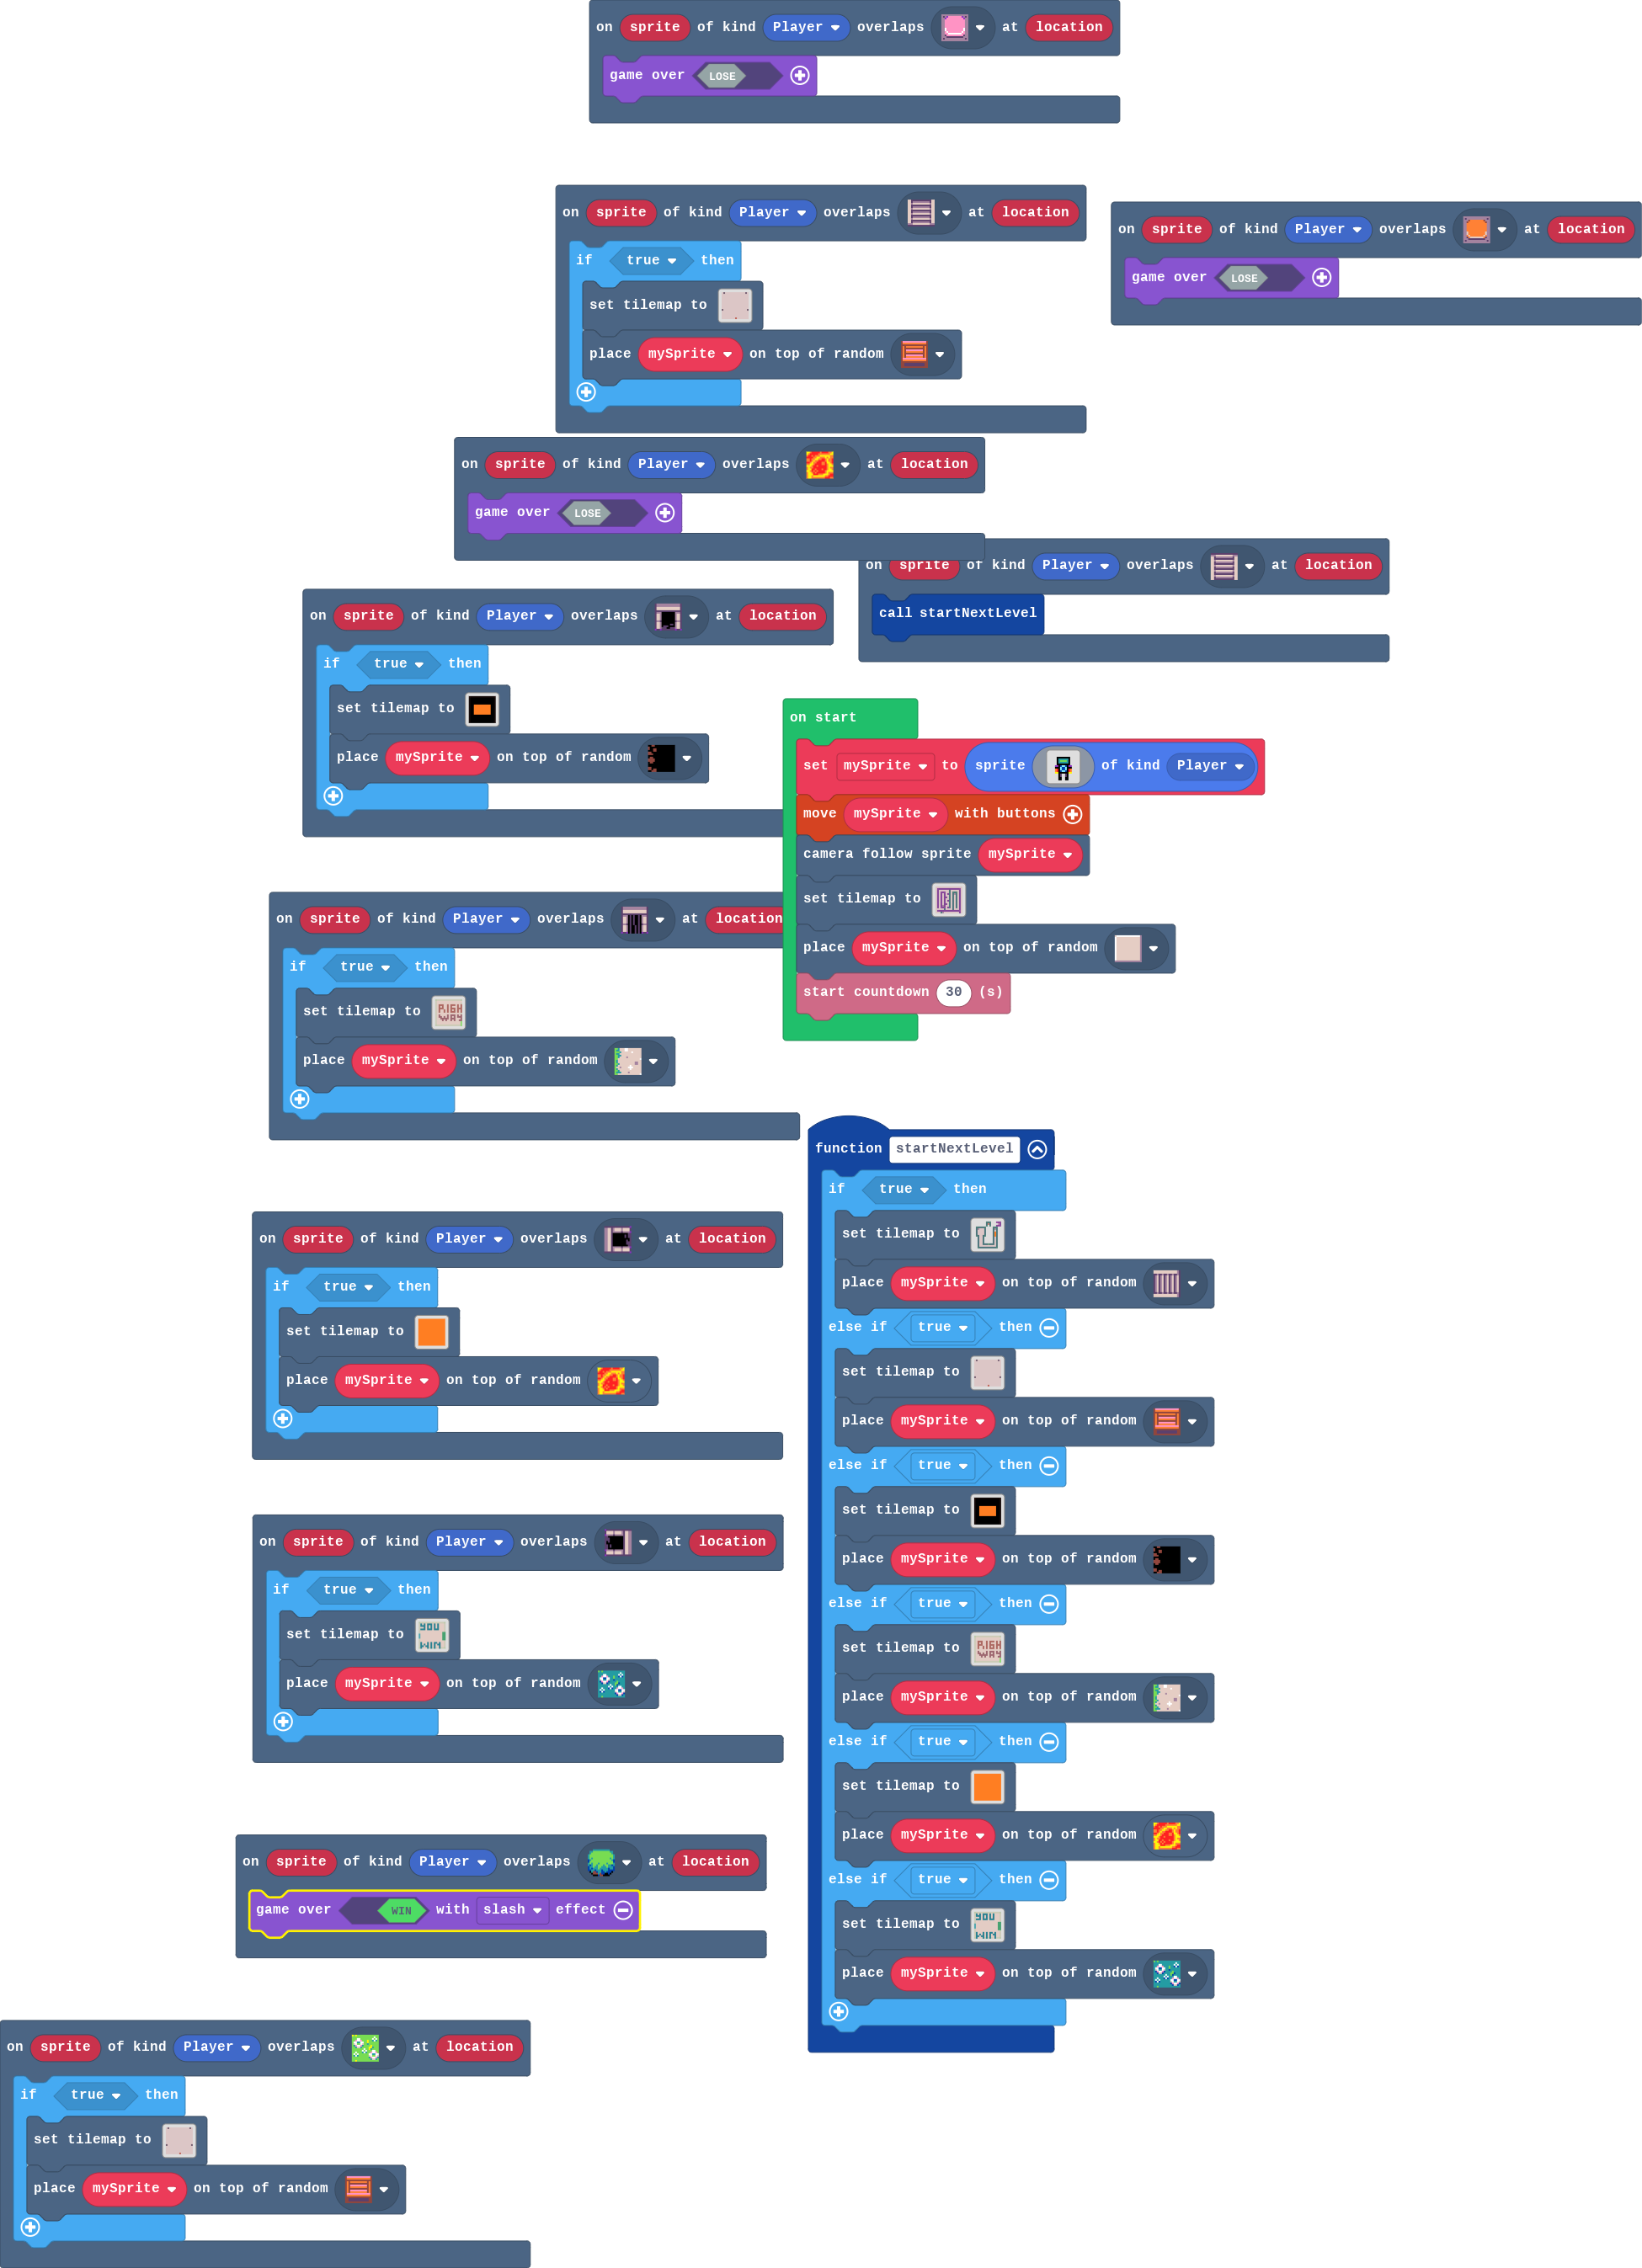 on sprite of kind Player overlaps at location
game over LOSE
on sprite of kind Player overlaps at location
if true then
set tilemap to
place mySprite on top of random
on sprite of kind Player overlaps at location
game over LOSE
on sprite of kind Player overlaps at location
game over LOSE
on sprite of kind Player overlaps at location
call startNextLevel
on sprite of kind Player overlaps at location
if true then
set tilemap to
place mySprite on top of random
on start
set mySprite to sprite of kind Player
move mySprite with buttons
camera follow sprite mySprite
set tilemap to
place mySprite on top of random
start countdown 30 (s)
on sprite of kind Player overlaps at location
if true then
set tilemap to RIGH WAY
place mySprite on top of random
function startNextLevel
if true then
set tilemap to
place mySprite on top of random
else if true then
set tilemap to
place mySprite on top of random
else if true then
set tilemap to
place mySprite on top of random
else if true then
set tilemap to RIGH WAY
place mySprite on top of random
else if true then
set tilemap to
place mySprite on top of random
else if true then
set tilemap to YOU WIN
place mySprite on top of random
on sprite of kind Player overlaps at location
if true then
set tilemap to
place mySprite on top of random
on sprite of kind Player overlaps at location
if true then
set tilemap to YOU WIN
place mySprite on top of random
on sprite of kind Player overlaps at location
game over WIN with slash effect
on sprite of kind Player overlaps at location
if true then
set tilemap to
place mySprite on top of random